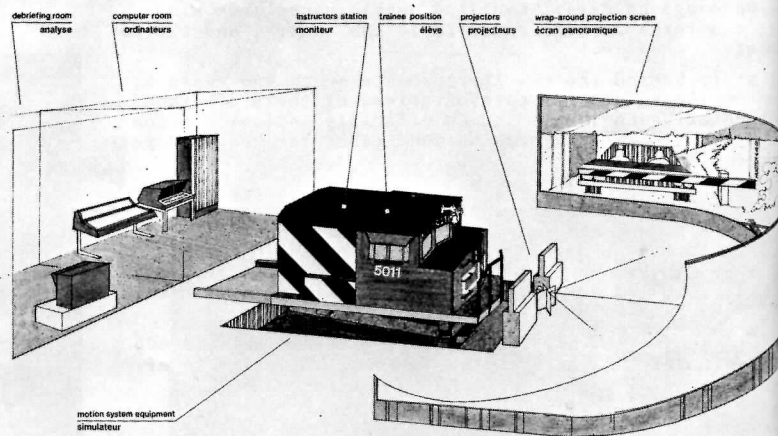 debriefing room
analyse
computer room
ordinateurs
instructors station
moniteur
trainee position
élève
projectors
projecteurs
wrap-around projection screen
écran panoramique
5011
motion system equipment
simulateur